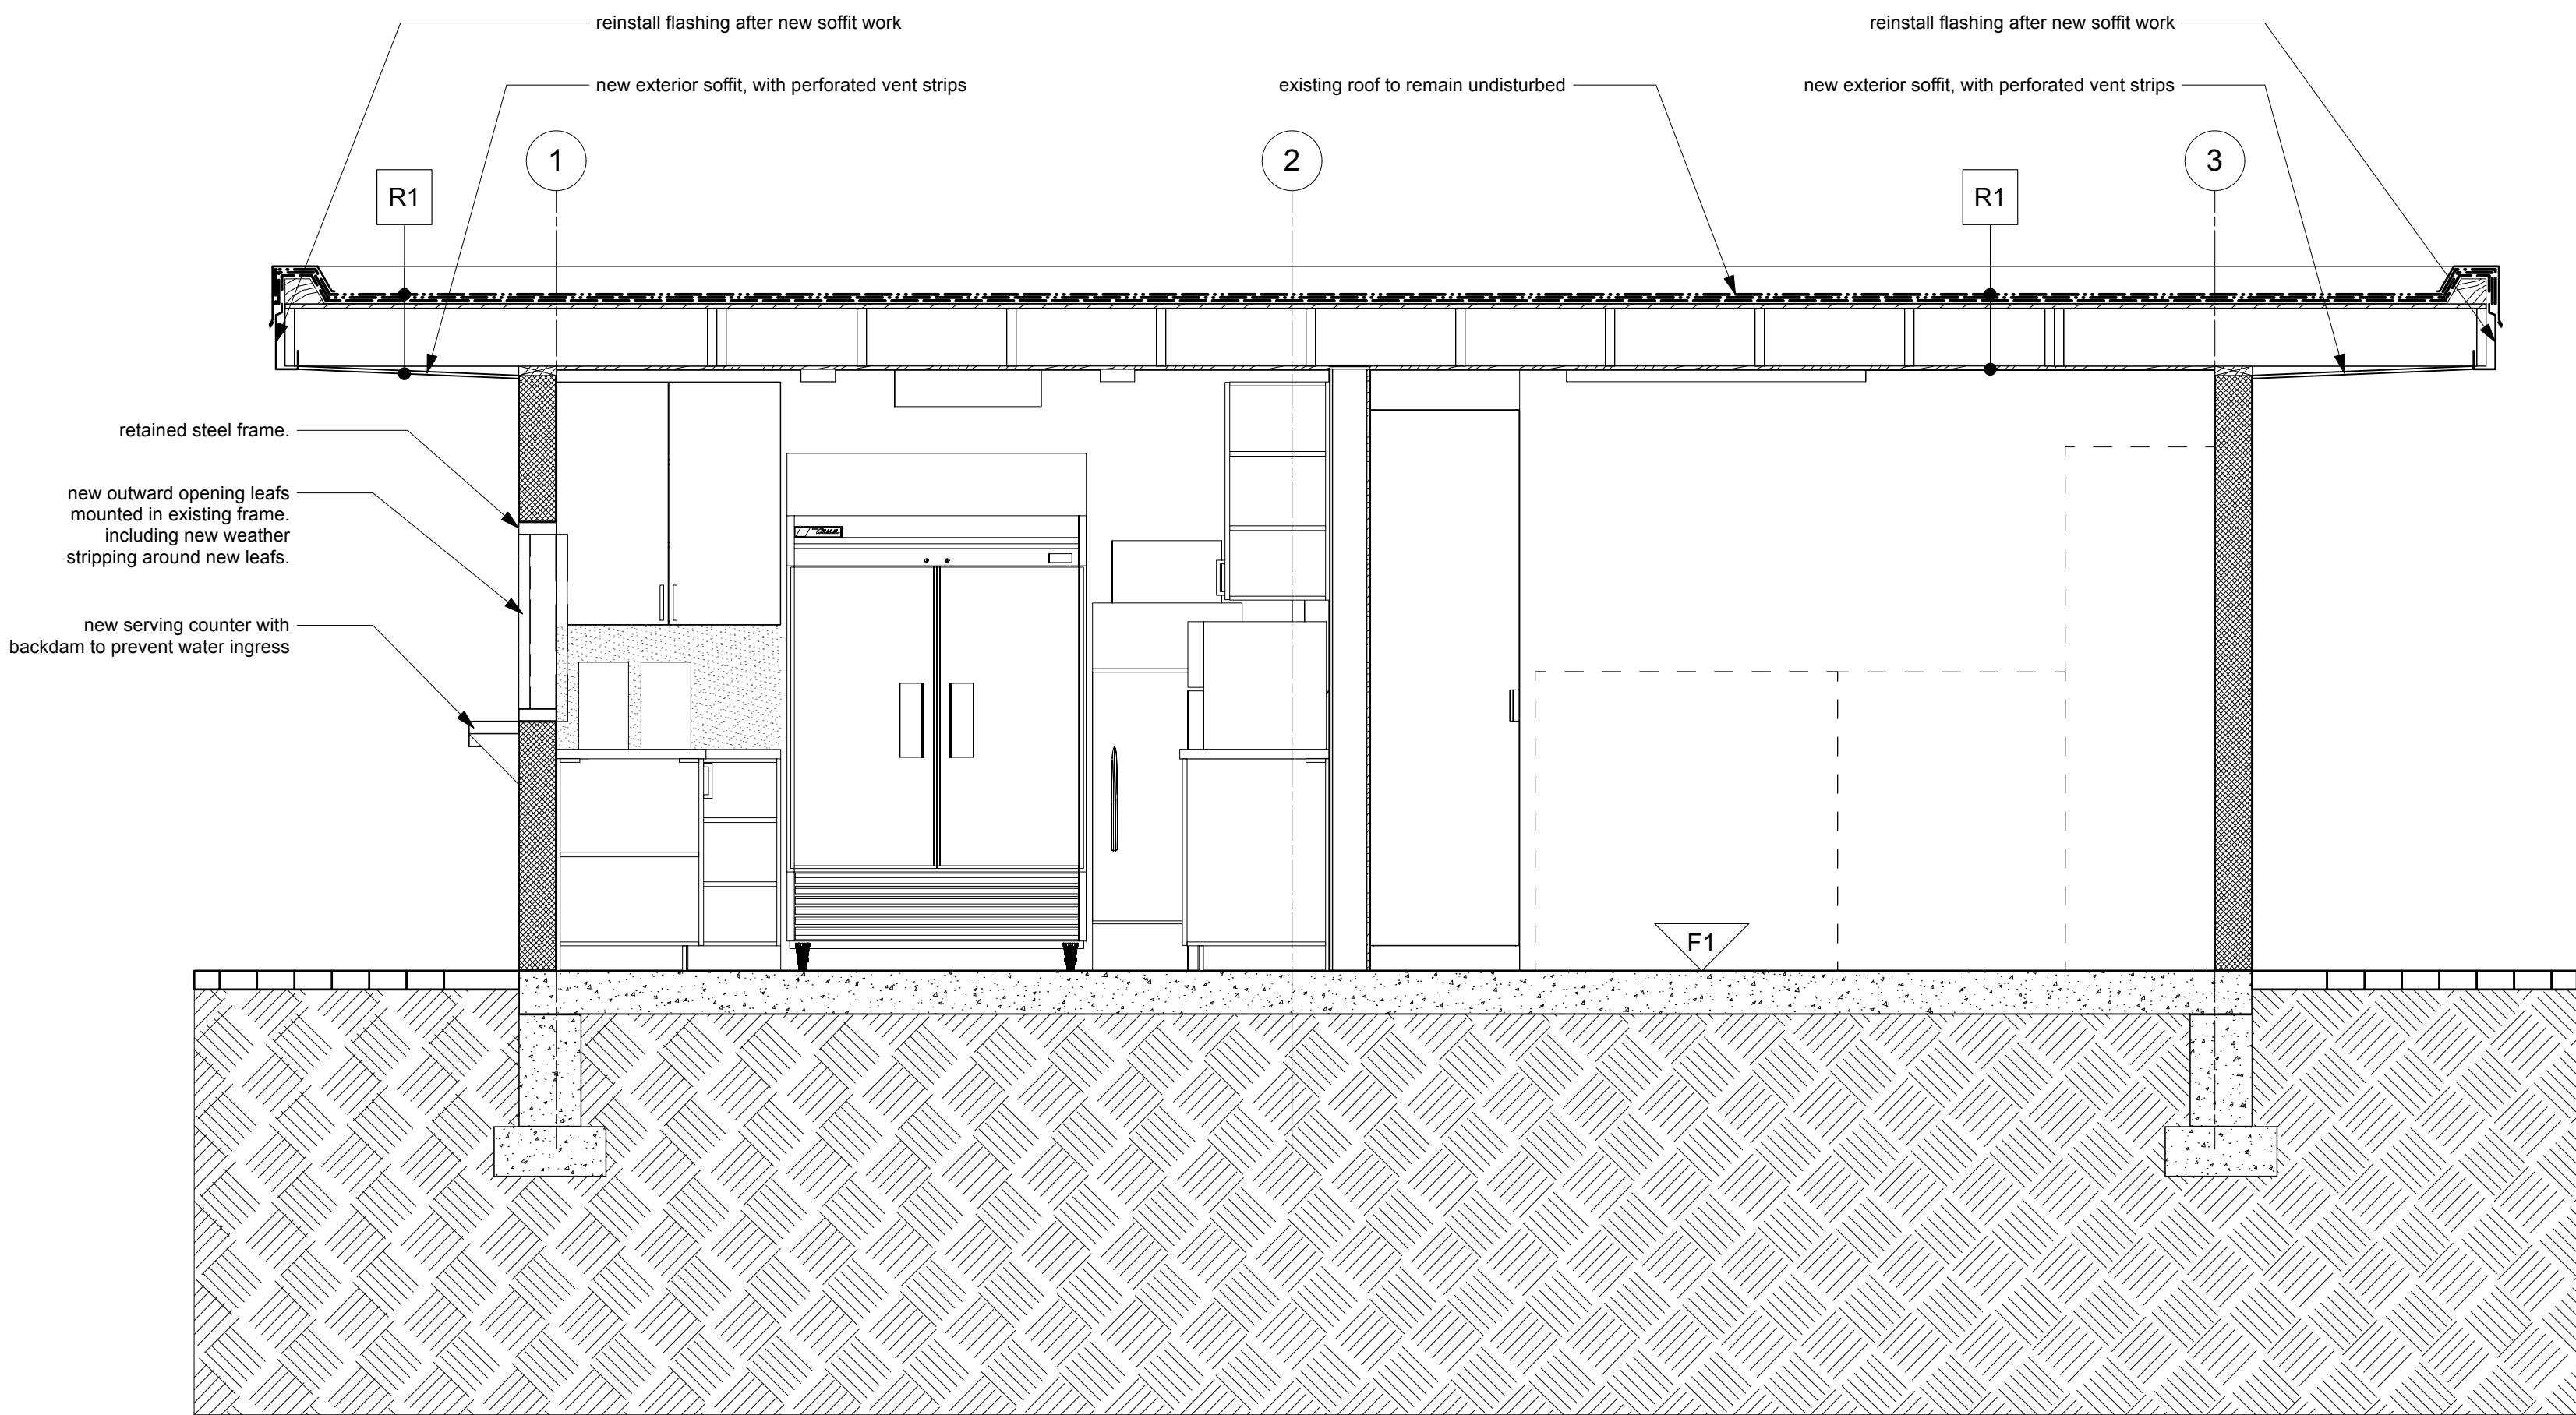 reinstall flashing after new soffit work
reinstall flashing after new soffit work
new exterior soffit, with perforated vent strips
existing roof to remain undisturbed
new exterior soffit, with perforated vent strips
1
2
3
R1
R1
retained steel frame.
new outward opening leafs
mounted in existing frame.
including new weather
stripping around new leafs.
True
new serving counter with
backdam to prevent water ingress
F1